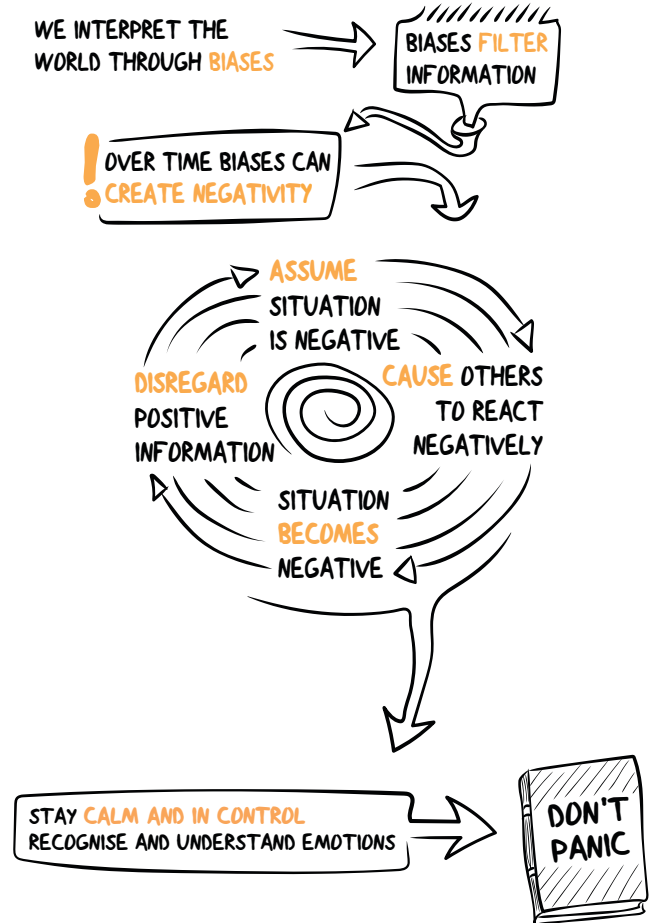 WE INTERPRET THE
WORLD THROUGH BIASES
BIASES FILTER
INFORMATION
! OVER TIME BIASES CAN
CREATE NEGATIVITY
ASSUME
SITUATION
IS NEGATIVE
CAUSE OTHERS
TO REACT
NEGATIVELY
SITUATION
BECOMES
NEGATIVE
DISREGARD
POSITIVE
INFORMATION
STAY CALM AND IN CONTROL
RECOGNISE AND UNDERSTAND EMOTIONS
DON'T
PANIC